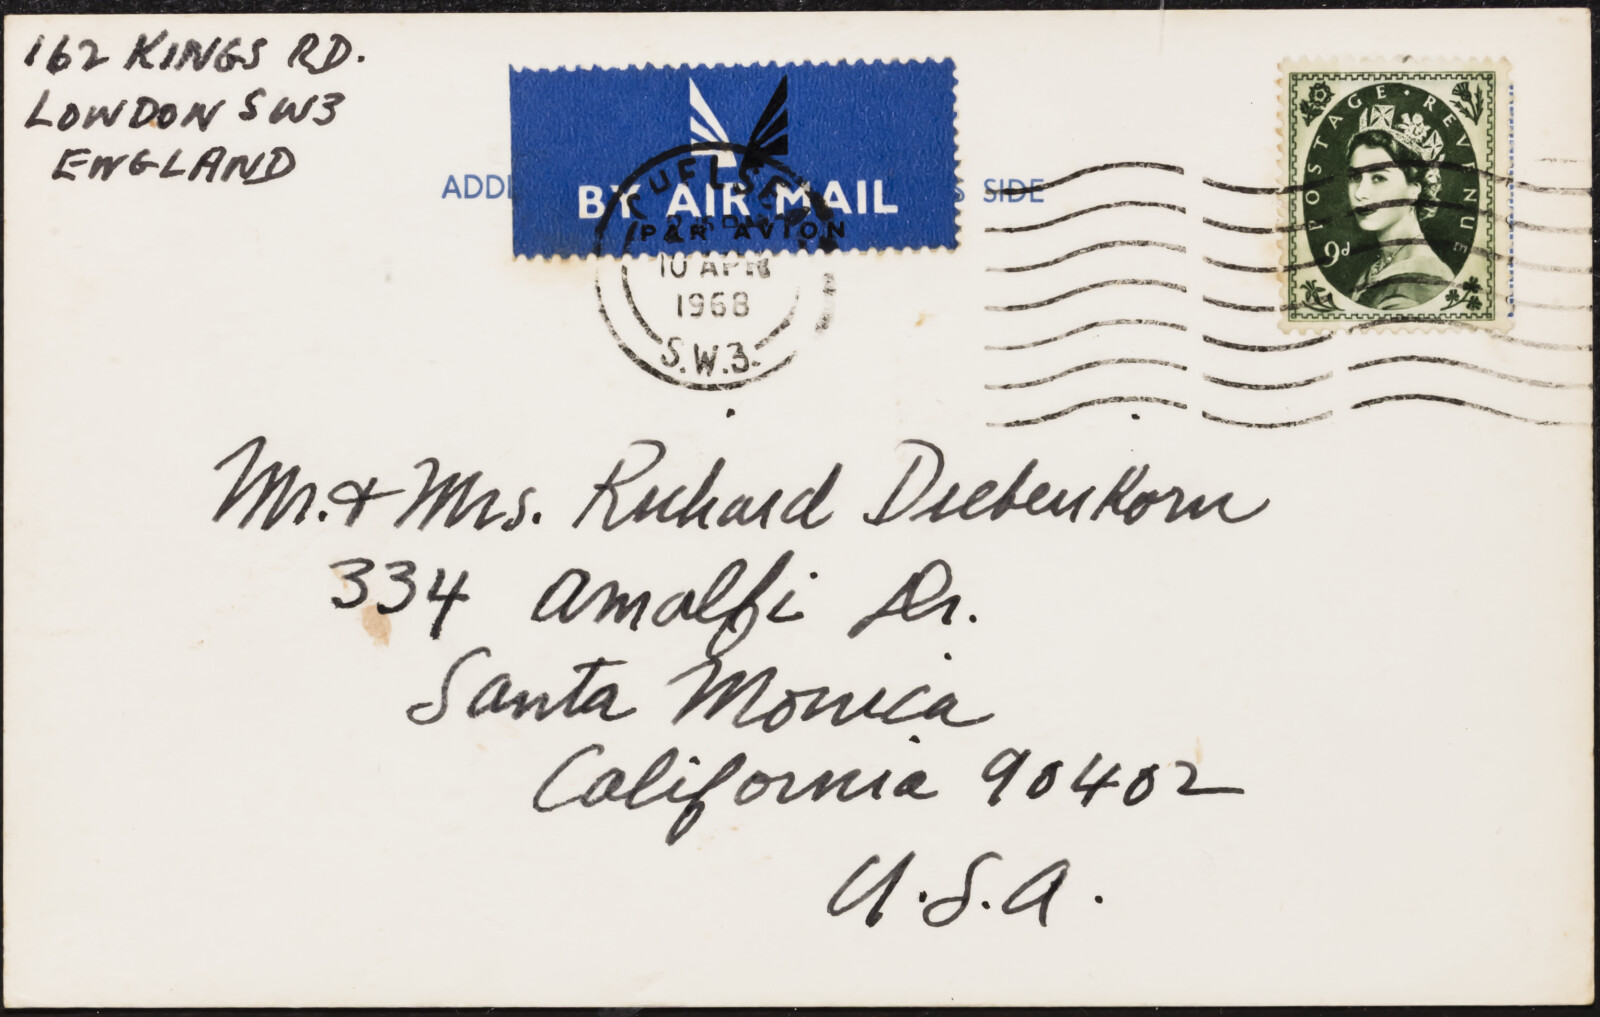 162 KINGS RD.
LONDON SW3
ENGLAND
BY AIR MAIL
PAR AVION
SIDE
10 APR
1968
S.W.3.
POSTAGE · REVENUE
9d
Mr. & Mrs. Richard Diebenkorn
334 Amalfi Dr.
Santa Monica
California 90402
U.S.A.